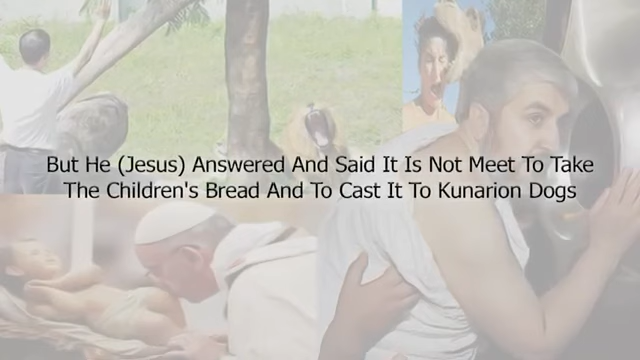 But He (Jesus) Answered And Said It Is Not Meet To Take
The Children's Bread And To Cast It To Kunarion Dogs